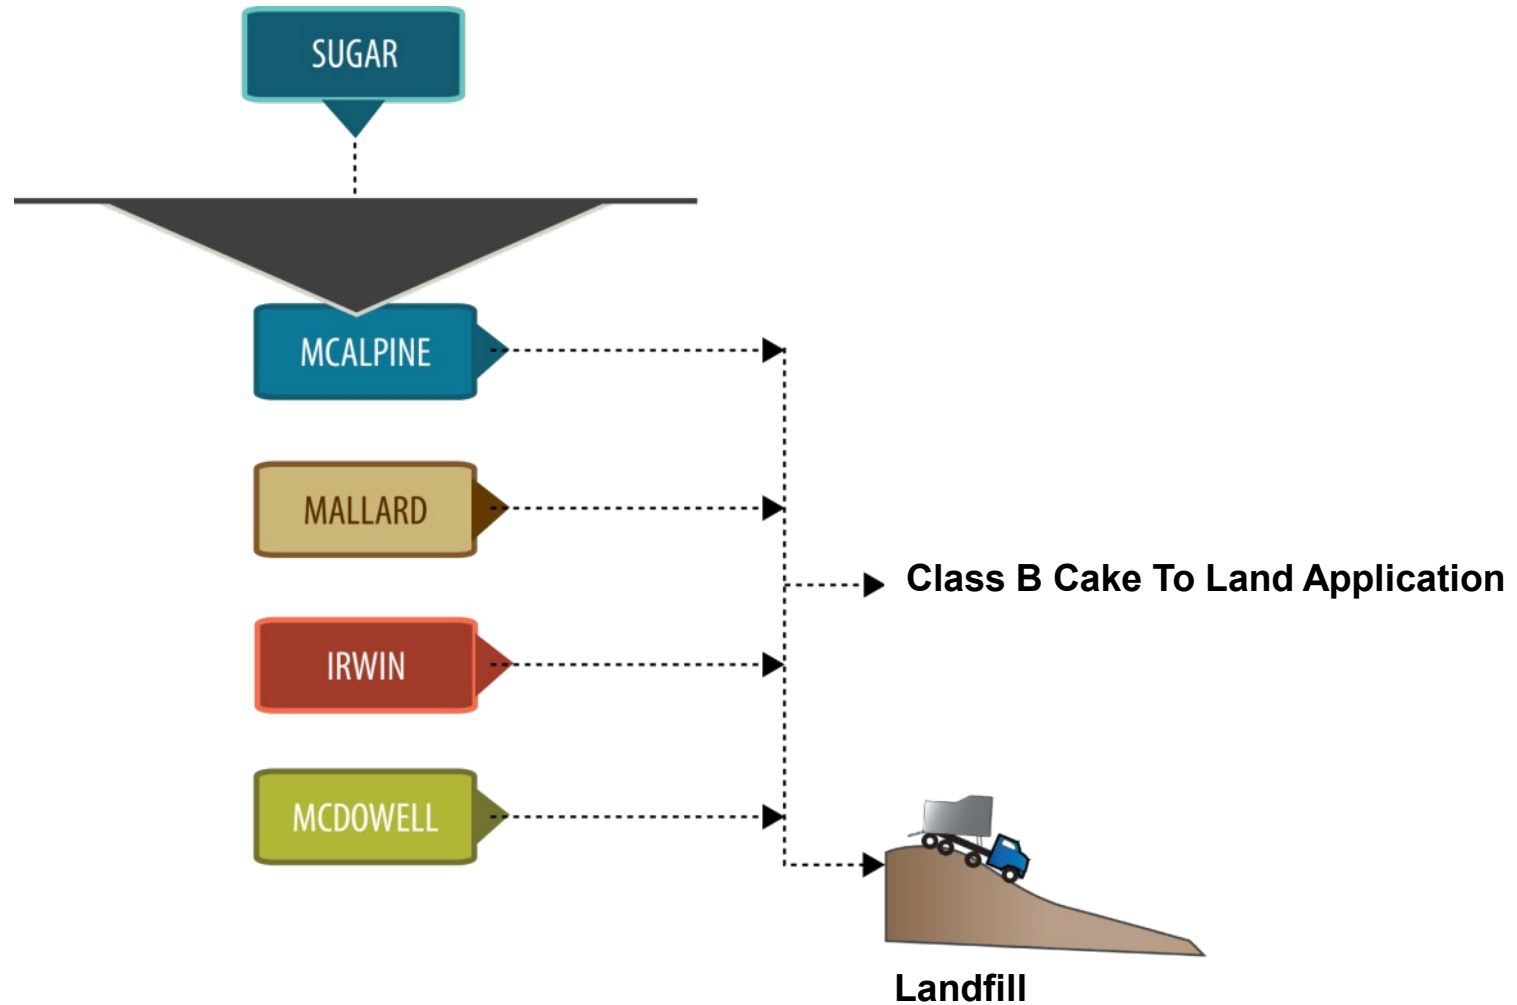 SUGAR
MCALPINE
MALLARD
Class B Cake To Land Application
IRWIN
MCDOWELL
Landfill